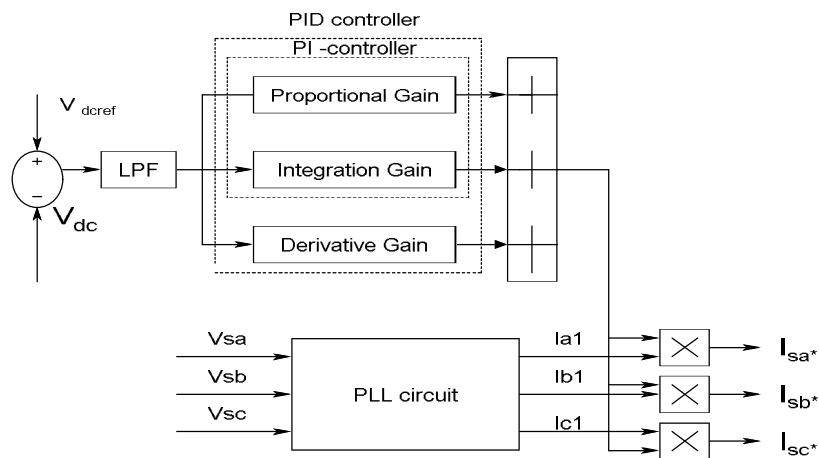 PID controller
PI -controller
V dcref
Proportional Gain
+
LPF
Integration Gain
−
Vdc
Derivative Gain
Vsa
Ia1
Isa*
Vsb
PLL circuit
Ib1
Isb*
Vsc
Ic1
Isc*